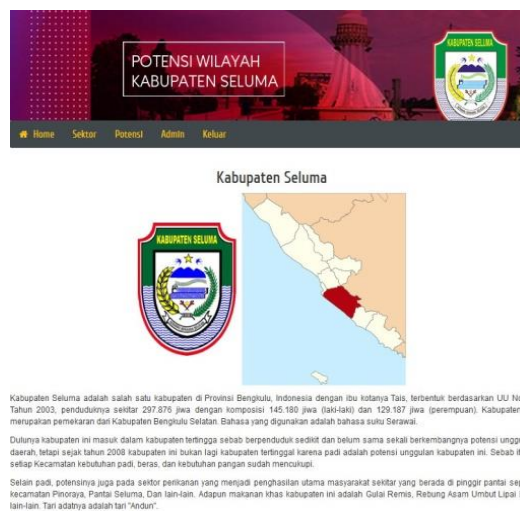 POTENSI WILAYAH
KABUPATEN SELUMA
KABUPATEN SELUMA
Home Sektor Potensi Admin Keluar
Kabupaten Seluma
KABUPATEN SELUMA
Kabupaten Seluma adalah salah satu kabupaten di Provinsi Bengkulu, Indonesia dengan ibu kotanya Tais, terbentuk berdasarkan UU
Tahun 2003, penduduknya sekitar 297.876 jiwa dengan komposisi 145.180 jiwa (laki-laki) dan 129.187 jiwa (perempuan). Kabupaten
merupakan pemekaran dari Kabupaten Bengkulu Selatan. Bahasa yang digunakan adalah bahasa suku Serawai.
Dulunya kabupaten ini masuk dalam kabupaten tertingga sebab berpenduduk sedikit dan belum sama sekali berkembangnya potensi
daerah, tetapi sejak tahun 2008 kabupaten ini bukan lagi kabupaten tertinggal karena padi adalah potensi unggulan kabupaten ini. Sebab
setiap Kecamatan kebutuhan padi, beras, dan kebutuhan pangan sudah mencukupi.
Selain padi, potensinya juga pada sektor perikanan yang menjadi penghasilan utama masyarakat sekitar yang berada di pinggir pantai
kecamatan Pinoraya, Pantai Seluma, Dan lain-lain. Adapun makanan khas kabupaten ini adalah Gulai Remis, Rebung Asam Umbut Lipai
lain-lain. Tari adatnya adalah tari "Andun".